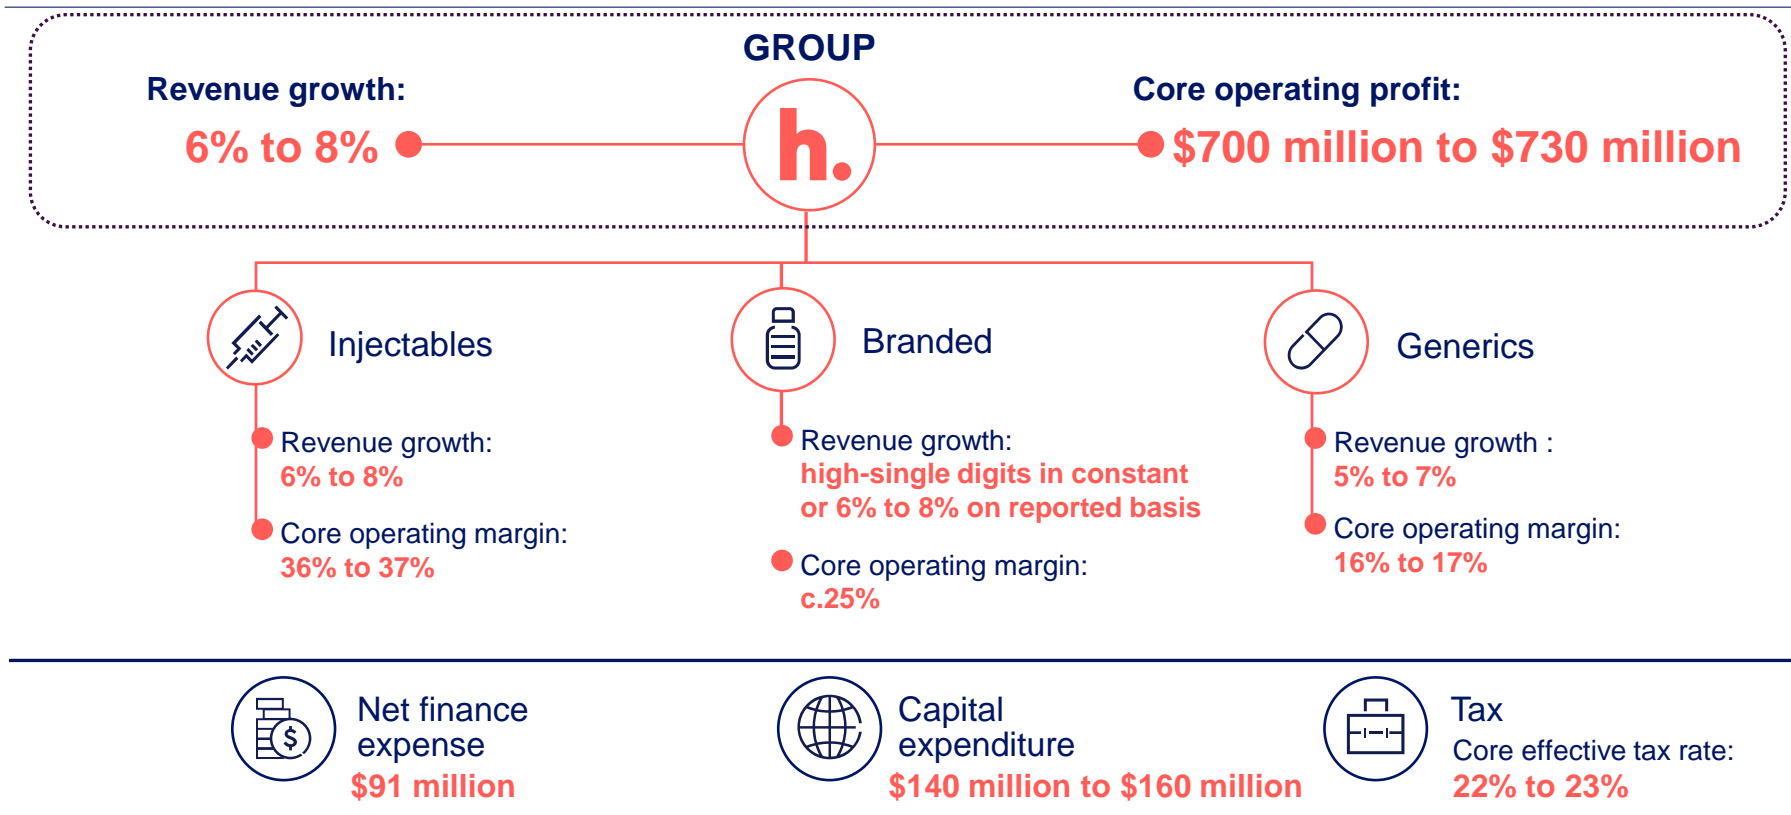 GROUP
Revenue growth:
6% to 8%
h.
Core operating profit:
$700 million to $730 million
Injectables
Revenue growth:
6% to 8%
Core operating margin:
36% to 37%
Branded
Revenue growth:
high-single digits in constant
or 6% to 8% on reported basis
Core operating margin:
c.25%
Generics
Revenue growth :
5% to 7%
Core operating margin:
16% to 17%
Net finance
expense
$91 million
$
Capital
expenditure
$140 million to $160 million
Tax
Core effective tax rate:
22% to 23%